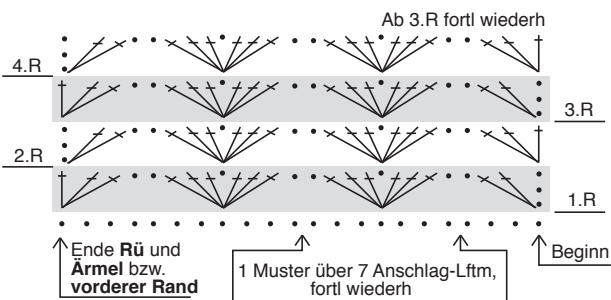 Ab 3.R fortl wiederh
4.R
3.R
2.R
1.R
Ende Rü und
Ärmel bzw.
vorderer Rand
1 Muster über 7 Anschlag-Lftm,
fortl wiederh
Beginn